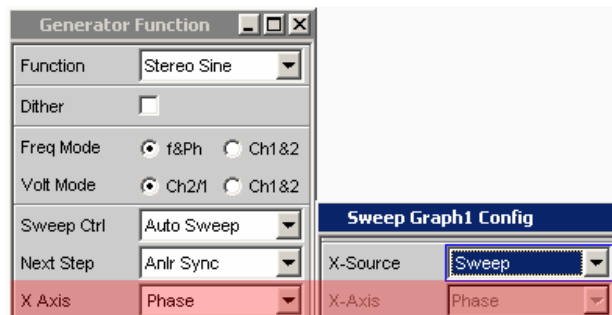 Generator Function
Function Stereo Sine
Dither
Freq Mode f&Ph Ch1&2
Volt Mode Ch2/1 Ch1&2
Sweep Ctrl Auto Sweep
Next Step Anlr Sync
X Axis Phase
Sweep Graph1 Config
X-Source Sweep
X-Axis Phase